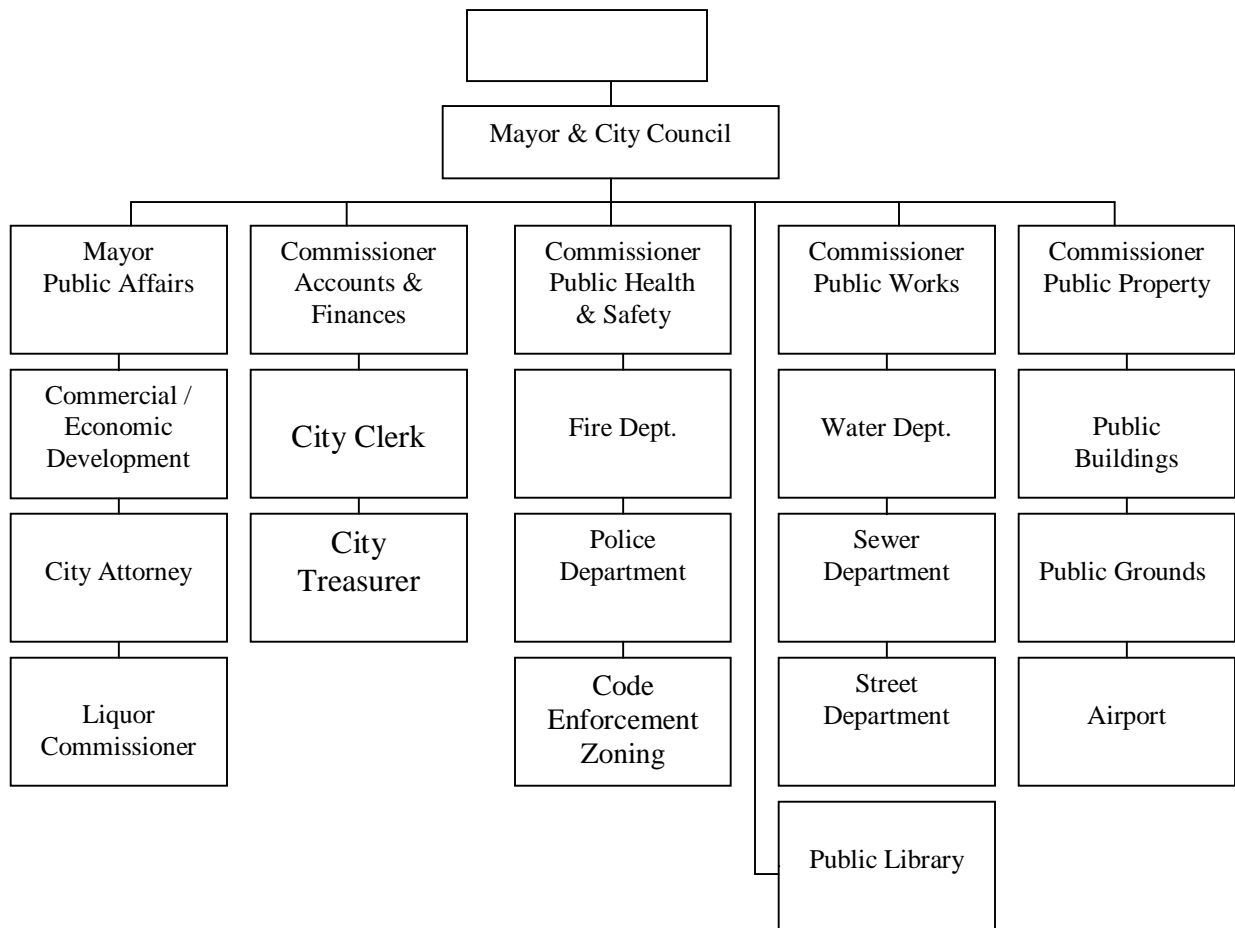 Mayor & City Council
Mayor
Public Affairs
Commissioner
Accounts &
Finances
Commissioner
Public Health
& Safety
Commissioner
Public Works
Commissioner
Public Property
Commercial /
Economic
Development
City Clerk
Fire Dept.
Water Dept.
Public
Buildings
City Attorney
City
Treasurer
Police
Department
Sewer
Department
Public Grounds
Liquor
Commissioner
Code
Enforcement
Zoning
Street
Department
Airport
Public Library